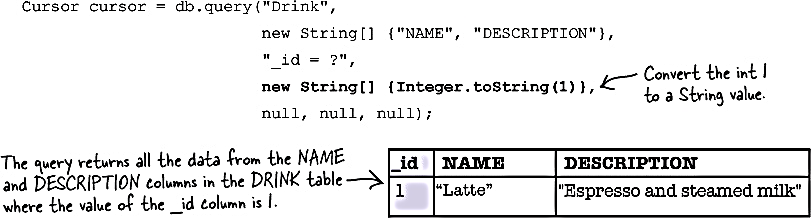 Cursor cursor = db.query("Drink",
new String[] {"NAME", "DESCRIPTION"},
"_id = ?",
new String[] {Integer.toString(1)},
null, null, null);
Convert the int 1
to a String value.
The query returns all the data from the NAME
and DESCRIPTION columns in the DRINK table
where the value of the _id column is 1.
_id NAME DESCRIPTION
1 "Latte" "Espresso and steamed milk"